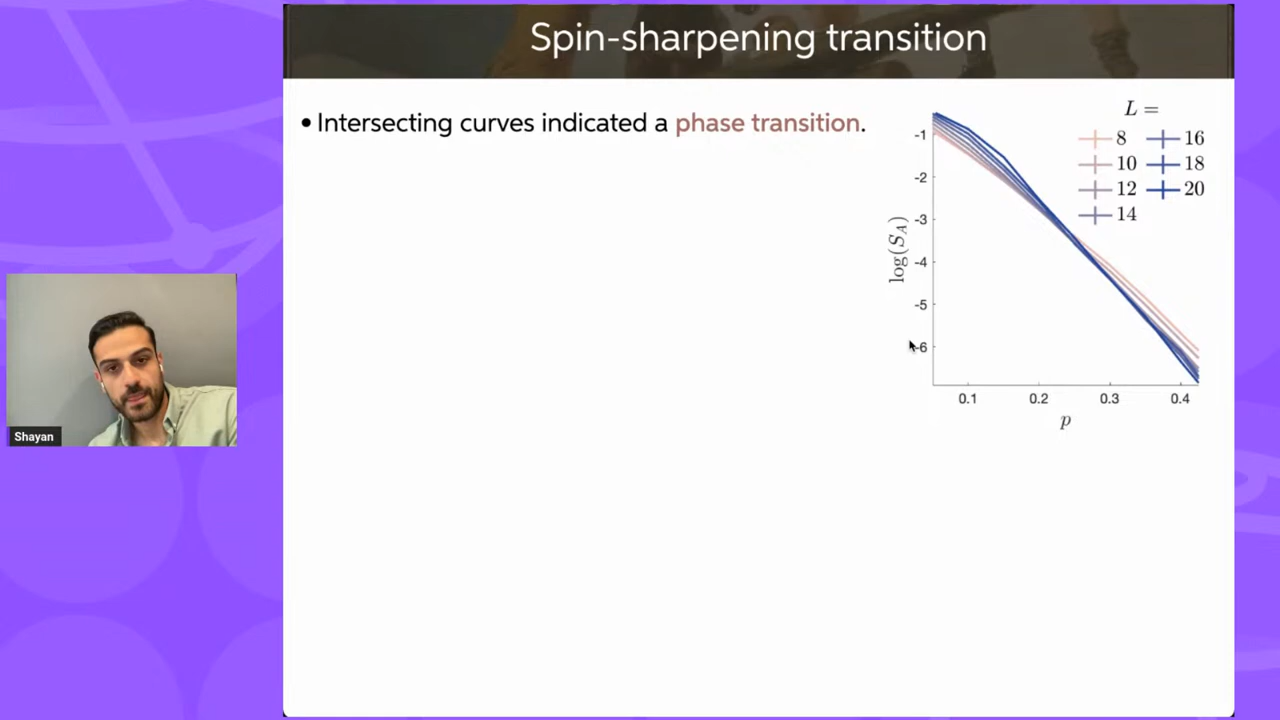 Spin-sharpening transition
• Intersecting curves indicated a phase transition.
L =
8 16
10 18
12 20
14
-1
-2
-3
-4
-5
-6
log(S_A)
0.1 0.2 0.3 0.4
p
Shayan